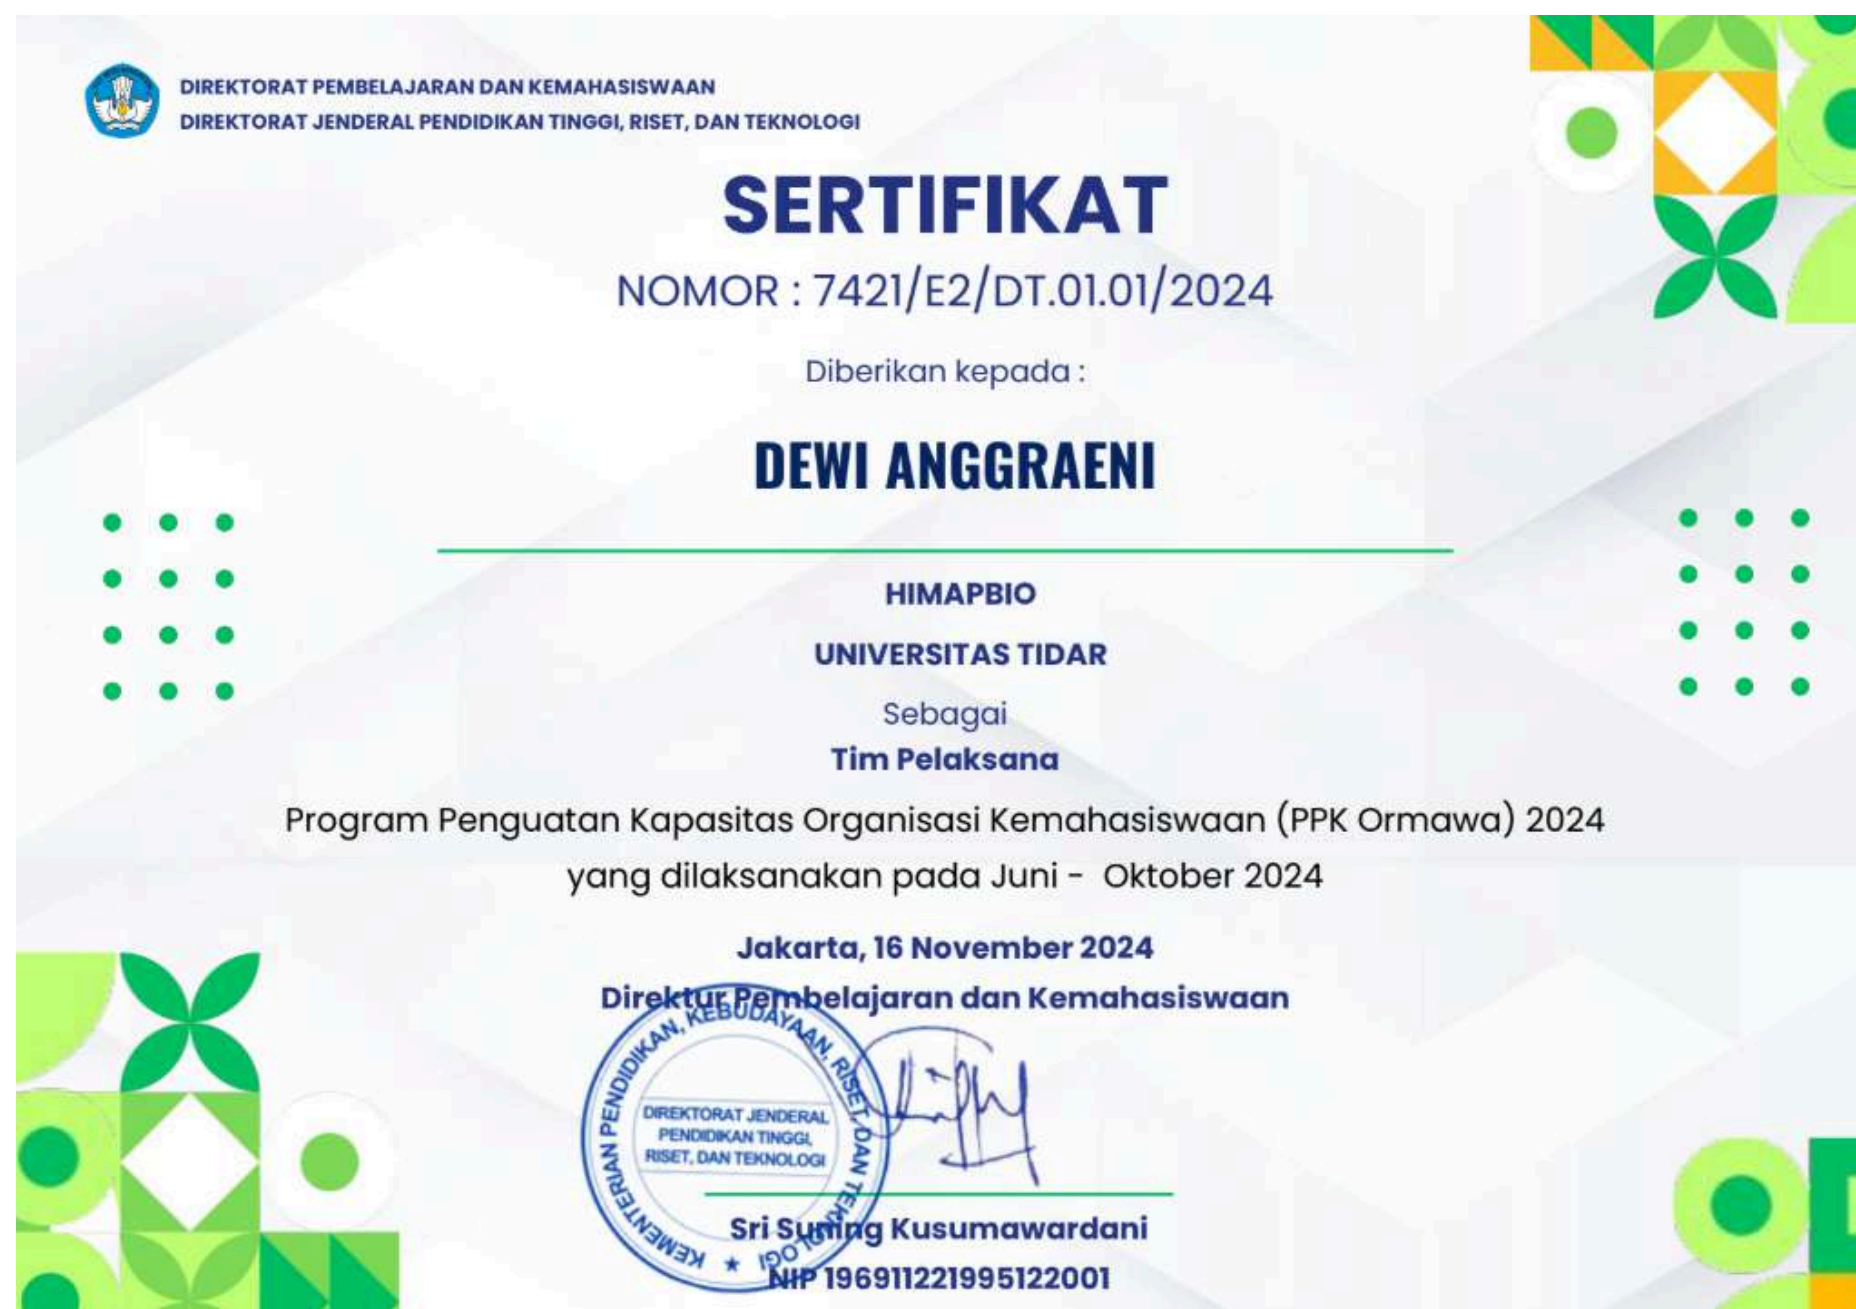 DIREKTORAT PEMBELAJARAN DAN KEMAHASISWAAN
DIREKTORAT JENDERAL PENDIDIKAN TINGGI, RISET, DAN TEKNOLOGI
SERTIFIKAT
NOMOR : 7421/E2/DT.01.01/2024
Diberikan kepada :
DEWI ANGGRAENI
HIMAPBIO
UNIVERSITAS TIDAR
Sebagai
Tim Pelaksana
Program Penguatan Kapasitas Organisasi Kemahasiswaan (PPK Ormawa) 2024
yang dilaksanakan pada Juni - Oktober 2024
Jakarta, 16 November 2024
Direktur Pembelajaran dan Kemahasiswaan
KEMENTERIAN PENDIDIKAN, KEBUDAYAAN, RISET, DAN TEKNOLOGI
DIREKTORAT JENDERAL
PENDIDIKAN TINGGI,
RISET, DAN TEKNOLOGI
Sri Suning Kusumawardani
NIP 196911221995122001